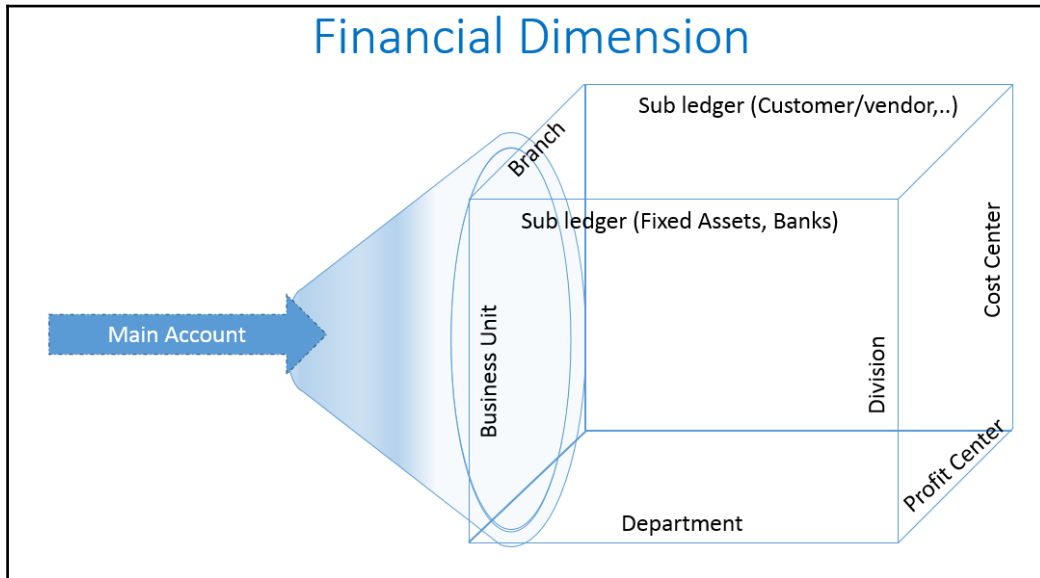 Financial Dimension
Sub ledger (Customer/vendor,..)
Branch
Sub ledger (Fixed Assets, Banks)
Cost Center
Main Account
Business Unit
Division
Profit Center
Department